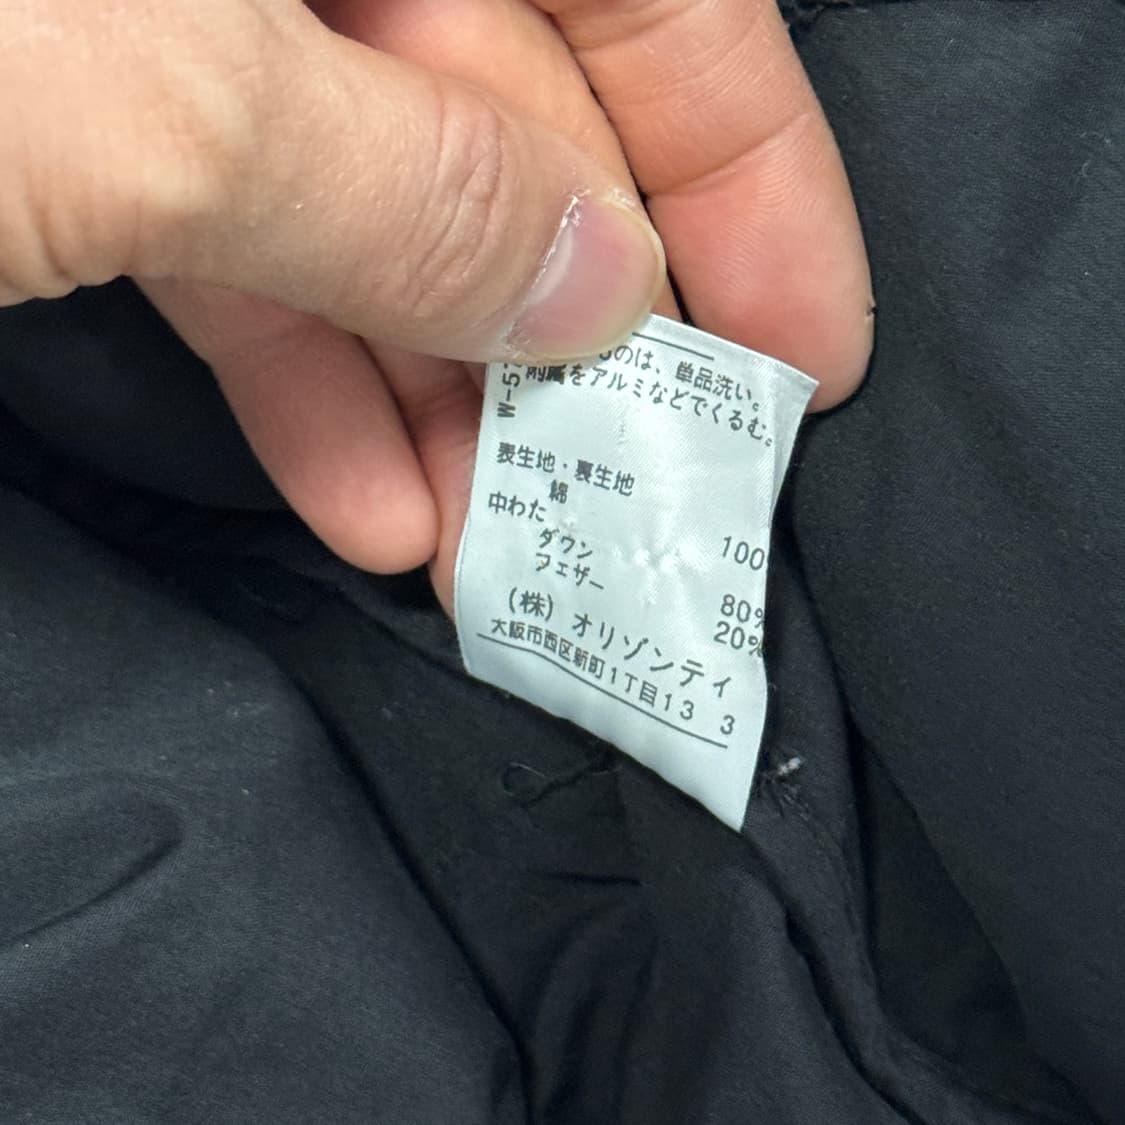 のは、単品洗い。
附属をアルミなどでくるむ。
W-5
表生地・裏生地
綿 100
中わた
ダウン 80%
フェザー 20%
(株) オリゾンティ
大阪市西区新町1丁目13 3